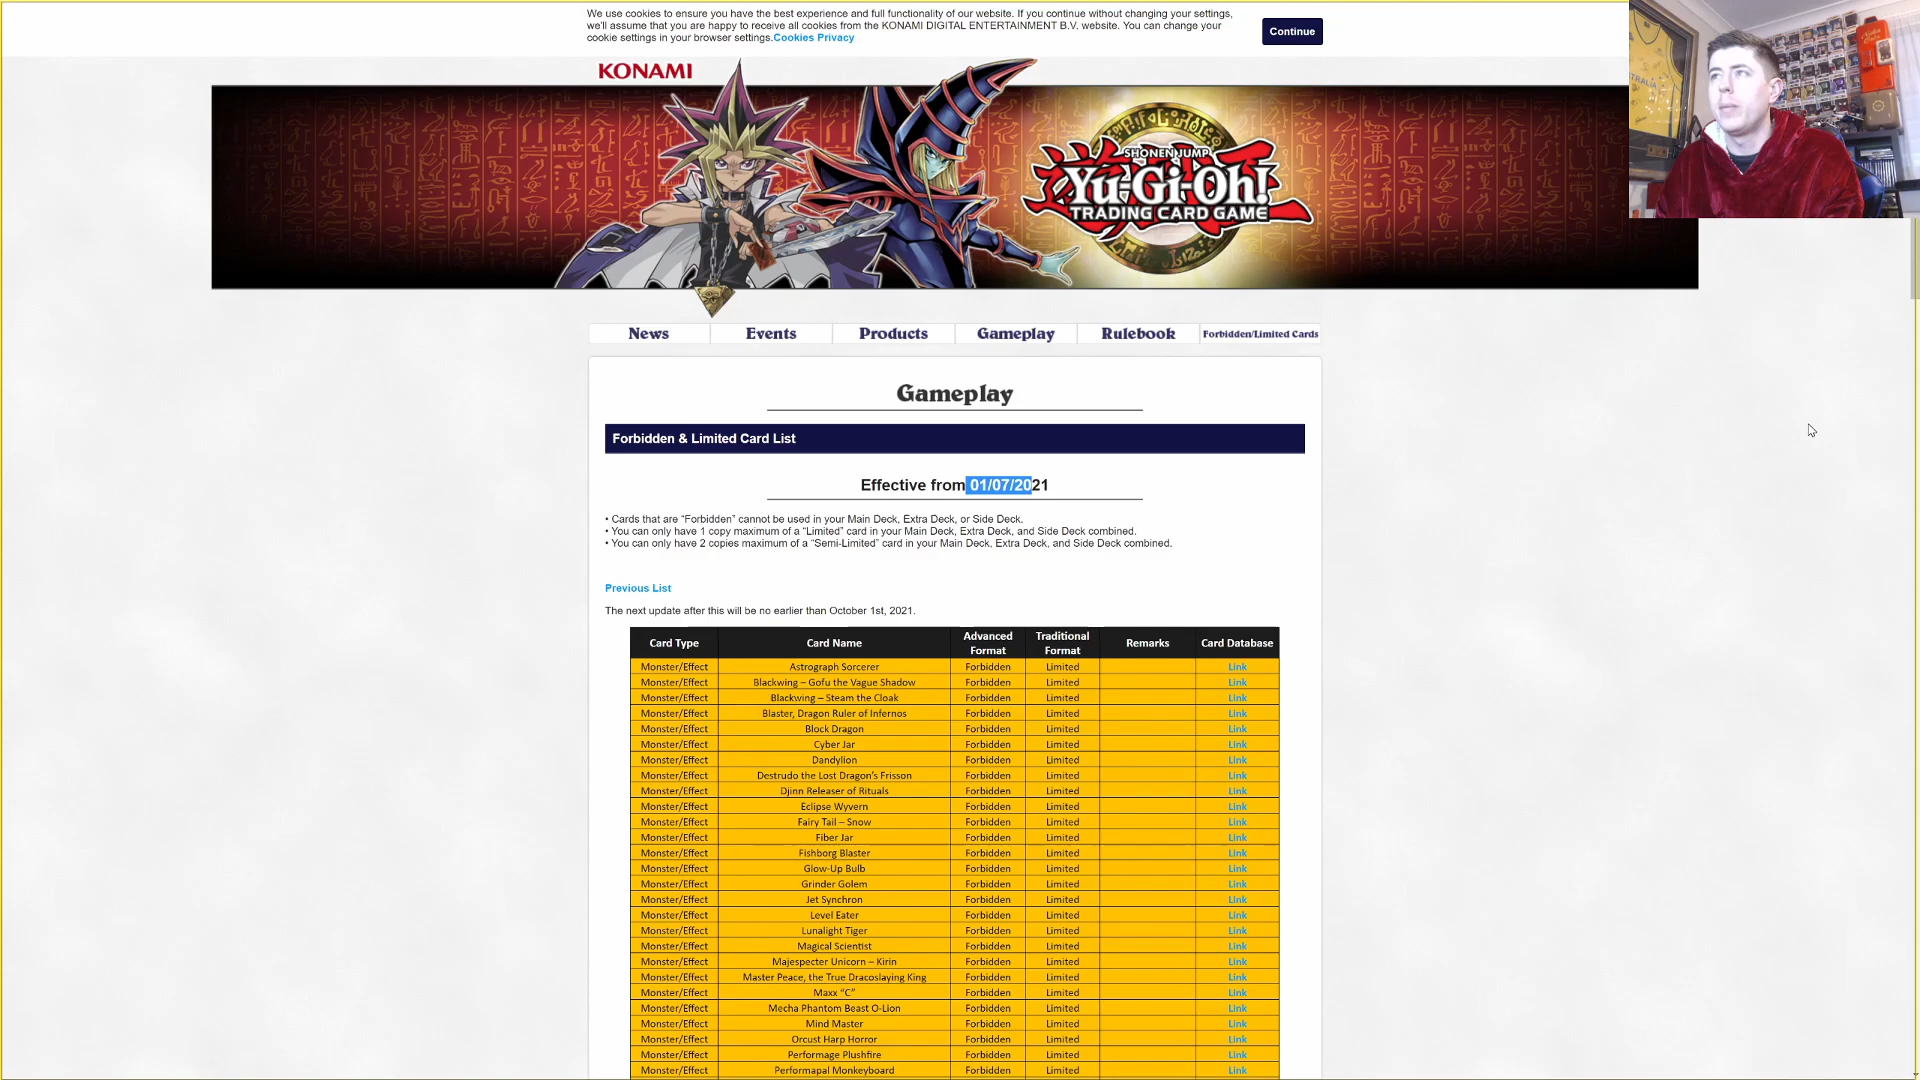 We use cookies to ensure you have the best experience and full functionality of our website. If you continue without changing your settings,
we'll assume that you are happy to receive all cookies from the KONAMI DIGITAL ENTERTAINMENT B.V. website. You can change your
cookie settings in your browser settings.Cookies Privacy
Continue
KONAMI
SHONEN JUMP
遊戯王
Yu-Gi-Oh!
TRADING CARD GAME
News Events Products Gameplay Rulebook Forbidden/Limited Cards
Gameplay
Forbidden & Limited Card List
Effective from 01/07/2021
• Cards that are “Forbidden” cannot be used in your Main Deck, Extra Deck, or Side Deck.
• You can only have 1 copy maximum of a “Limited” card in your Main Deck, Extra Deck, and Side Deck combined.
• You can only have 2 copies maximum of a “Semi-Limited” card in your Main Deck, Extra Deck, and Side Deck combined.
Previous List
The next update after this will be no earlier than October 1st, 2021.
Card Type Card Name Advanced Format Traditional Format Remarks Card Database
Monster/Effect Astrograph Sorcerer Forbidden Limited Link
Monster/Effect Blackwing – Gofu the Vague Shadow Forbidden Limited Link
Monster/Effect Blackwing – Steam the Cloak Forbidden Limited Link
Monster/Effect Blaster, Dragon Ruler of Infernos Forbidden Limited Link
Monster/Effect Block Dragon Forbidden Limited Link
Monster/Effect Cyber Jar Forbidden Limited Link
Monster/Effect Dandylion Forbidden Limited Link
Monster/Effect Destrudo the Lost Dragon's Frisson Forbidden Limited Link
Monster/Effect Djinn Releaser of Rituals Forbidden Limited Link
Monster/Effect Eclipse Wyvern Forbidden Limited Link
Monster/Effect Fairy Tail – Snow Forbidden Limited Link
Monster/Effect Fiber Jar Forbidden Limited Link
Monster/Effect Fishborg Blaster Forbidden Limited Link
Monster/Effect Glow-Up Bulb Forbidden Limited Link
Monster/Effect Grinder Golem Forbidden Limited Link
Monster/Effect Jet Synchron Forbidden Limited Link
Monster/Effect Level Eater Forbidden Limited Link
Monster/Effect Lunalight Tiger Forbidden Limited Link
Monster/Effect Magical Scientist Forbidden Limited Link
Monster/Effect Majespecter Unicorn – Kirin Forbidden Limited Link
Monster/Effect Master Peace, the True Dracoslaying King Forbidden Limited Link
Monster/Effect Maxx “C” Forbidden Limited Link
Monster/Effect Mecha Phantom Beast O-Lion Forbidden Limited Link
Monster/Effect Mind Master Forbidden Limited Link
Monster/Effect Orcust Harp Horror Forbidden Limited Link
Monster/Effect Performage Plushfire Forbidden Limited Link
Monster/Effect Performapal Monkeyboard Forbidden Limited Link